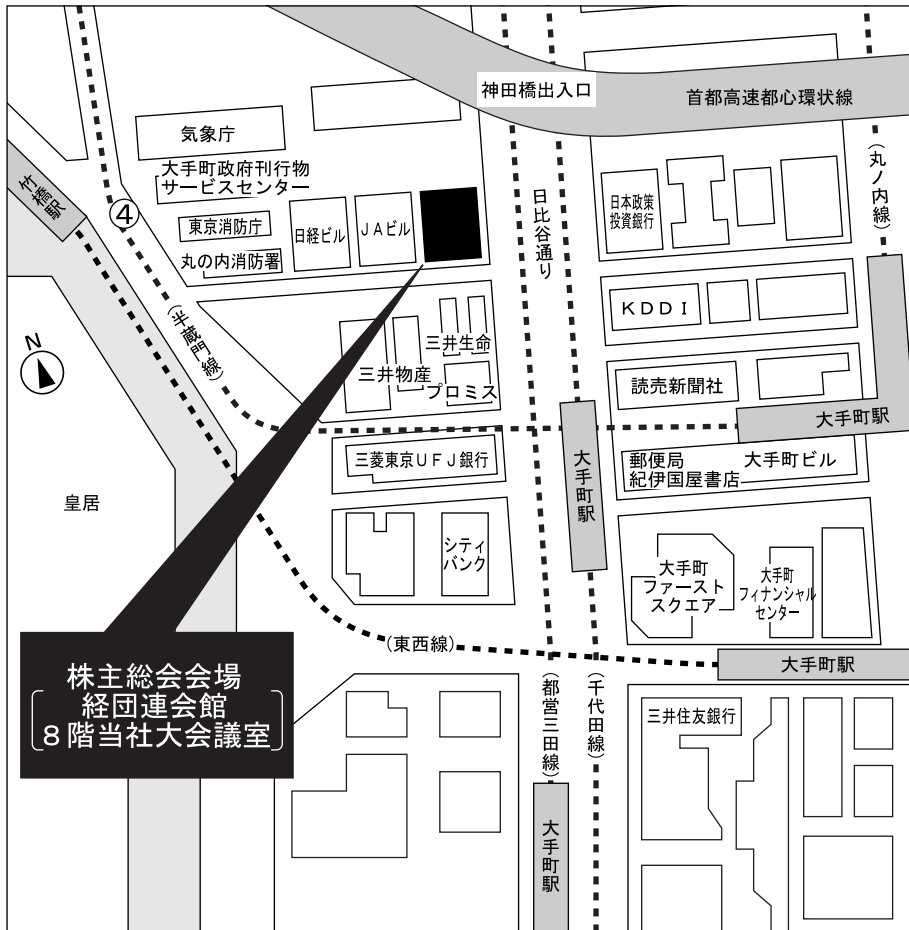 神田橋出入口
首都高速都心環状線
気象庁
大手町政府刊行物
サービスセンター
東京消防庁
丸の内消防署
日経ビル
JAビル
竹橋駅
④
(半蔵門線)
N
皇居
日比谷通り
日本政策
投資銀行
(丸ノ内線)
KDDI
三井生命
三井物産
プロミス
読売新聞社
大手町駅
三菱東京UFJ銀行
大手町駅
郵便局
紀伊国屋書店
大手町ビル
シティ
バンク
大手町
ファースト
スクエア
大手町
フィナンシャル
センター
(東西線)
大手町駅
株主総会会場
経団連会館
8階当社大会議室
(都営三田線)
(千代田線)
三井住友銀行
大手町駅